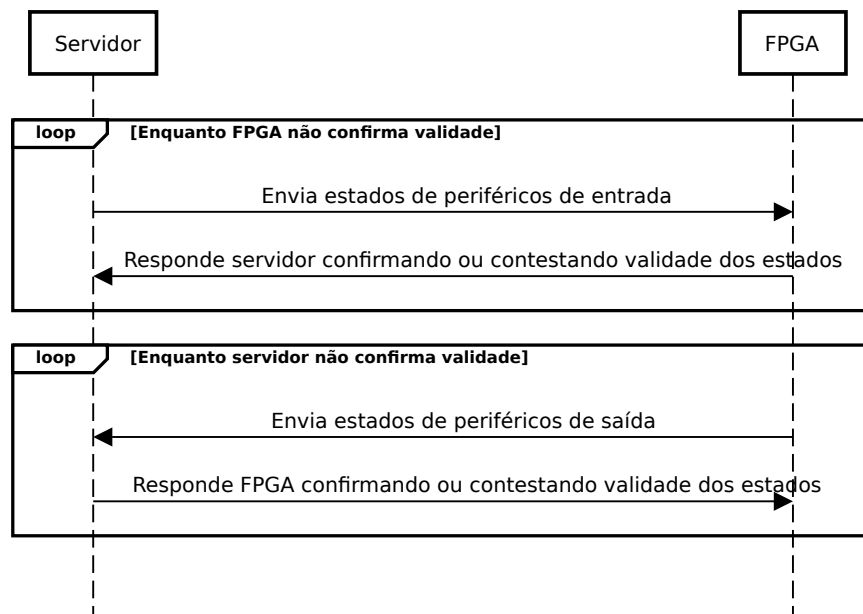 Servidor
FPGA
loop
[Enquanto FPGA não confirma validade]
Envia estados de periféricos de entrada
Responde servidor confirmando ou contestando validade dos estados
loop
[Enquanto servidor não confirma validade]
Envia estados de periféricos de saída
Responde FPGA confirmando ou contestando validade dos estados